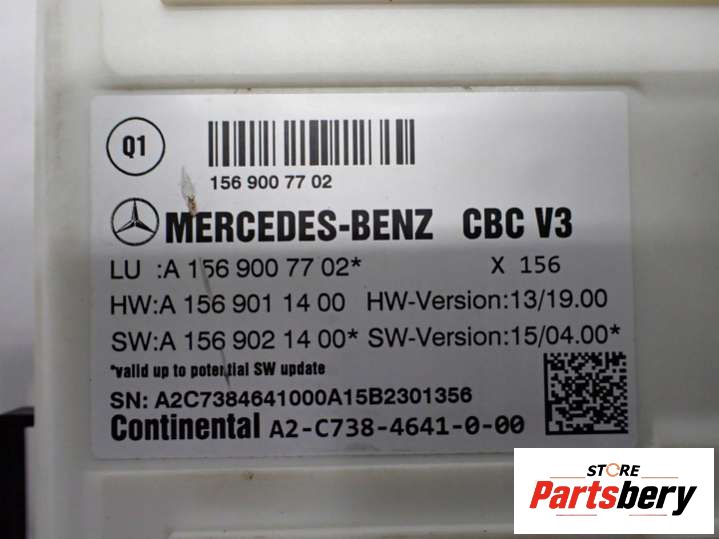 Q1
156 900 77 02
MERCEDES-BENZ CBC V3
LU :A 156 900 77 02* X 156
HW:A 156 901 14 00 HW-Version:13/19.00
SW:A 156 902 14 00* SW-Version:15/04.00*
*valid up to potential SW update
SN: A2C7384641000A15B2301356
Continental A2-C738-4641-0-00
STORE
Partsbery